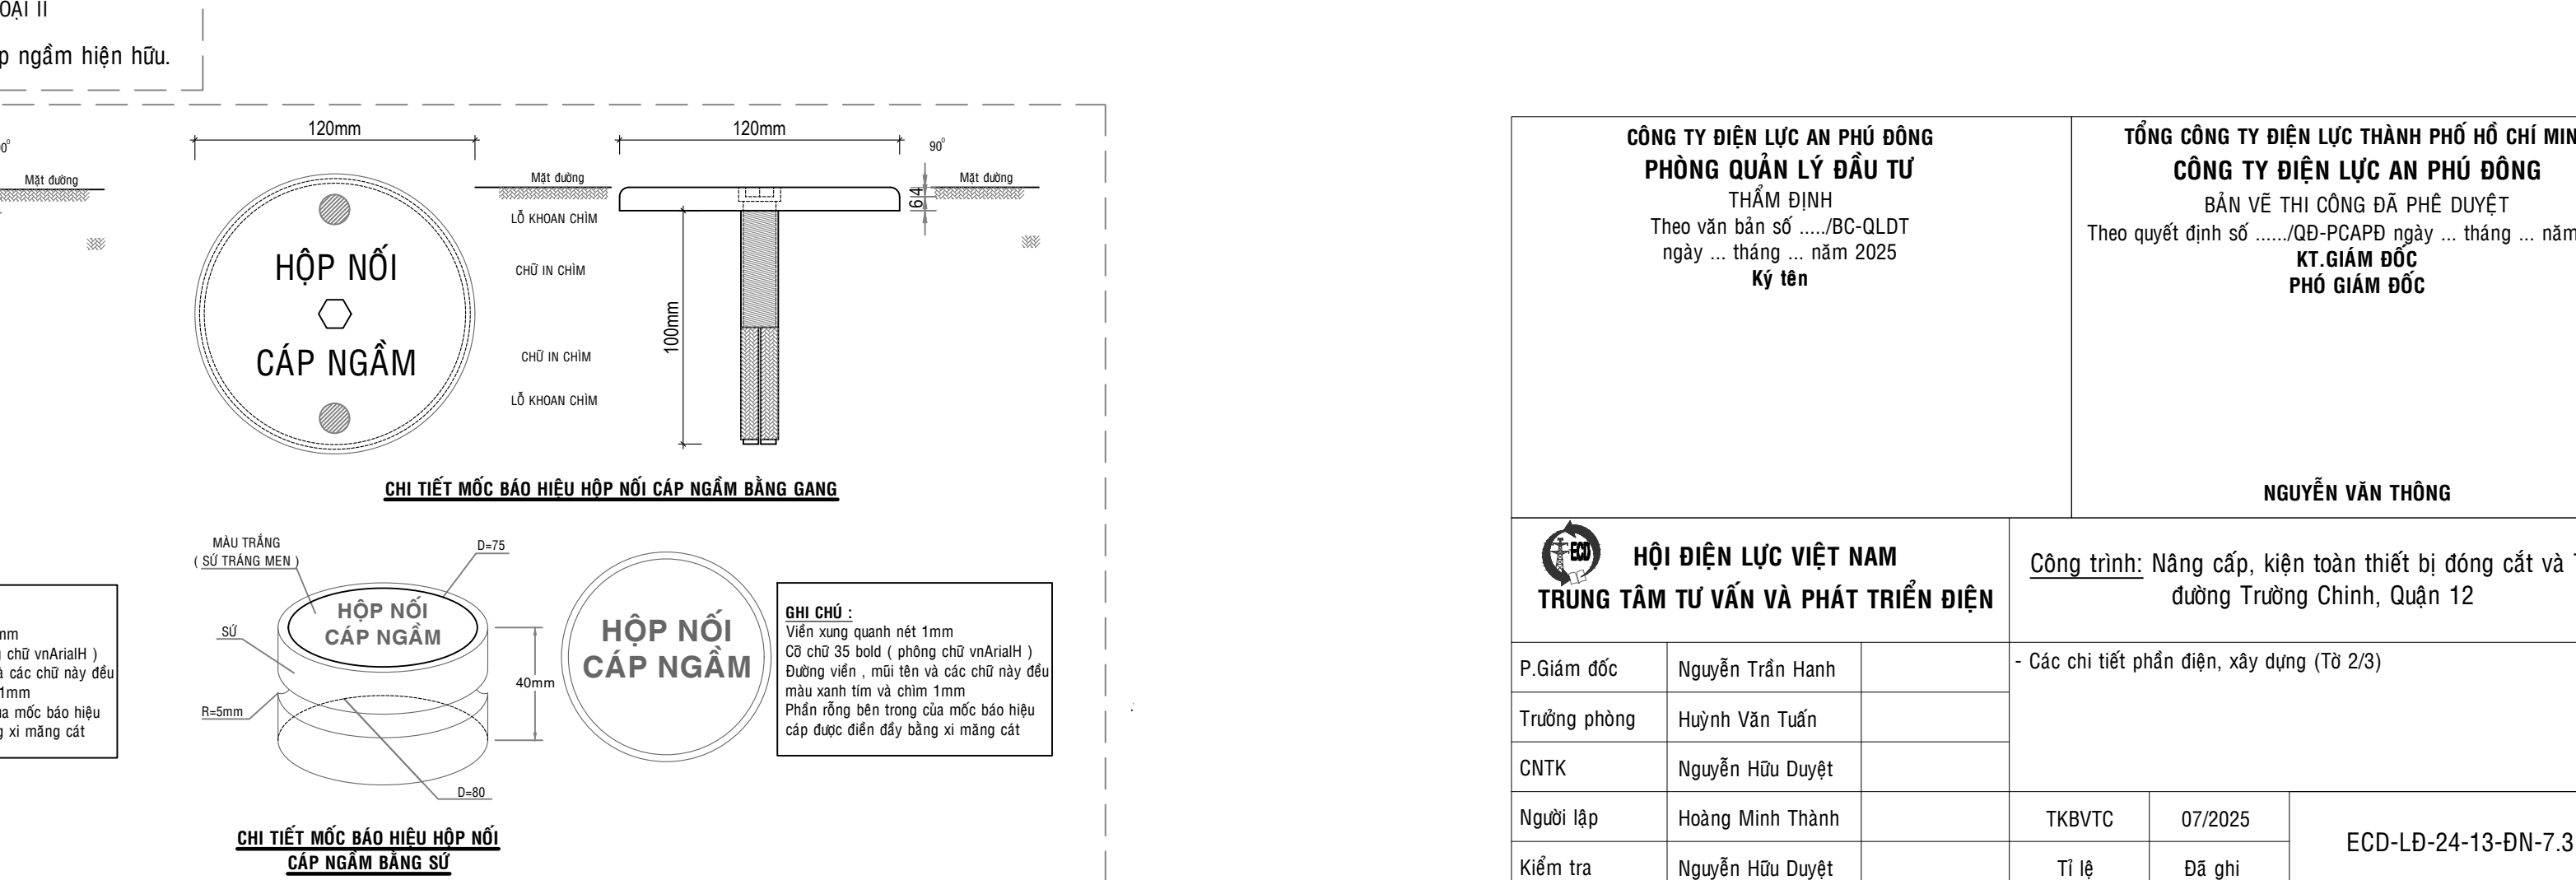 OẠI II
p ngầm hiện hữu.
120mm
120mm
90°
Mặt đường
Mặt đường
Mặt đường
4
6
LỖ KHOAN CHÌM
HỘP NỐI
CHỮ IN CHÌM
100mm
CÁP NGẦM
CHỮ IN CHÌM
LỖ KHOAN CHÌM
CHI TIẾT MỐC BÁO HIỆU HỘP NỐI CÁP NGẦM BẰNG GANG
MÀU TRẮNG
( SỨ TRÁNG MEN )
D=75
HỘP NỐI
CÁP NGẦM
SỨ
40mm
R=5mm
D=80
HỘP NỐI
CÁP NGẦM
CHI TIẾT MỐC BÁO HIỆU HỘP NỐI
CÁP NGẦM BẰNG SỨ
mm
chữ vnArialH )
à các chữ này đều
1mm
ủa mốc báo hiệu
g xi măng cát
GHI CHÚ :
Viền xung quanh nét 1mm
Cỡ chữ 35 bold ( phông chữ vnArialH )
Đường viền , mũi tên và các chữ này đều
màu xanh tím và chìm 1mm
Phần rỗng bên trong của mốc báo hiệu
cáp được điền đầy bằng xi măng cát
CÔNG TY ĐIỆN LỰC AN PHÚ ĐÔNG
PHÒNG QUẢN LÝ ĐẦU TƯ
THẨM ĐỊNH
Theo văn bản số ...../BC-QLDT
ngày ... tháng ... năm 2025
Ký tên
TỔNG CÔNG TY ĐIỆN LỰC THÀNH PHỐ HỒ CHÍ MIN
CÔNG TY ĐIỆN LỰC AN PHÚ ĐÔNG
BẢN VẼ THI CÔNG ĐÃ PHÊ DUYỆT
Theo quyết định số ....../QĐ-PCAPĐ ngày ... tháng ... năm
KT.GIÁM ĐỐC
PHÓ GIÁM ĐỐC
NGUYỄN VĂN THÔNG
ECD
HỘI ĐIỆN LỰC VIỆT NAM
TRUNG TÂM TƯ VẤN VÀ PHÁT TRIỂN ĐIỆN
Công trình: Nâng cấp, kiện toàn thiết bị đóng cắt và T
đường Trường Chinh, Quận 12
P.Giám đốc Nguyễn Trần Hanh
- Các chi tiết phần điện, xây dựng (Tờ 2/3)
Trưởng phòng Huỳnh Văn Tuấn
CNTK Nguyễn Hữu Duyệt
Người lập Hoàng Minh Thành TKBVTC 07/2025
ECD-LĐ-24-13-ĐN-7.3
Kiểm tra Nguyễn Hữu Duyệt Tỉ lệ Đã ghi